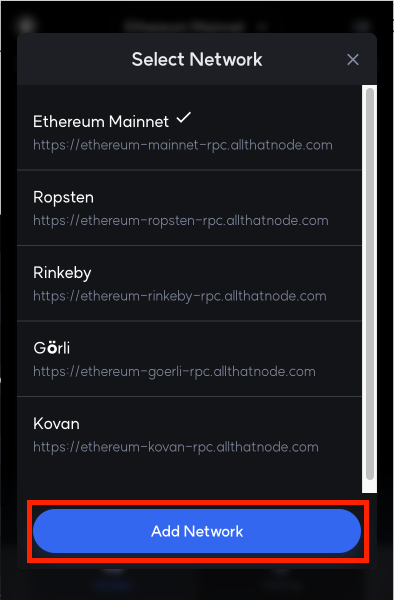 Select Network
Ethereum Mainnet
https://ethereum-mainnet-rpc.allthatnode.com
Ropsten
https://ethereum-ropsten-rpc.allthatnode.com
Rinkeby
https://ethereum-rinkeby-rpc.allthatnode.com
Görli
https://ethereum-goerli-rpc.allthatnode.com
Kovan
https://ethereum-kovan-rpc.allthatnode.com
Add Network